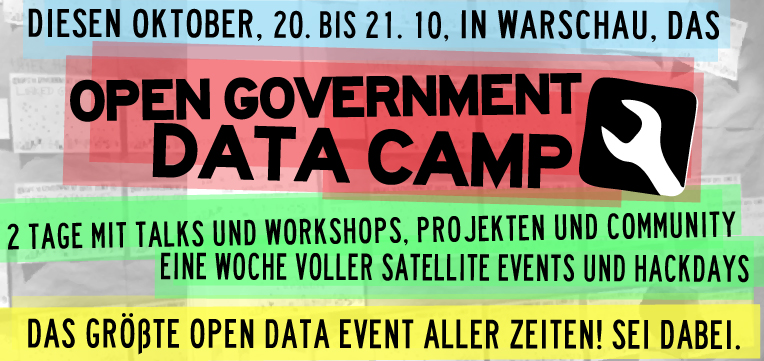 DIESEN OKTOBER, 20. BIS 21. 10, IN WARSCHAU, DAS
OPEN GOVERNMENT
DATA CAMP
2 TAGE MIT TALKS UND WORKSHOPS, PROJEKTEN UND COMMUNITY
EINE WOCHE VOLLER SATELLITE EVENTS UND HACKDAYS
DAS GRÖßTE OPEN DATA EVENT ALLER ZEITEN! SEI DABEI.